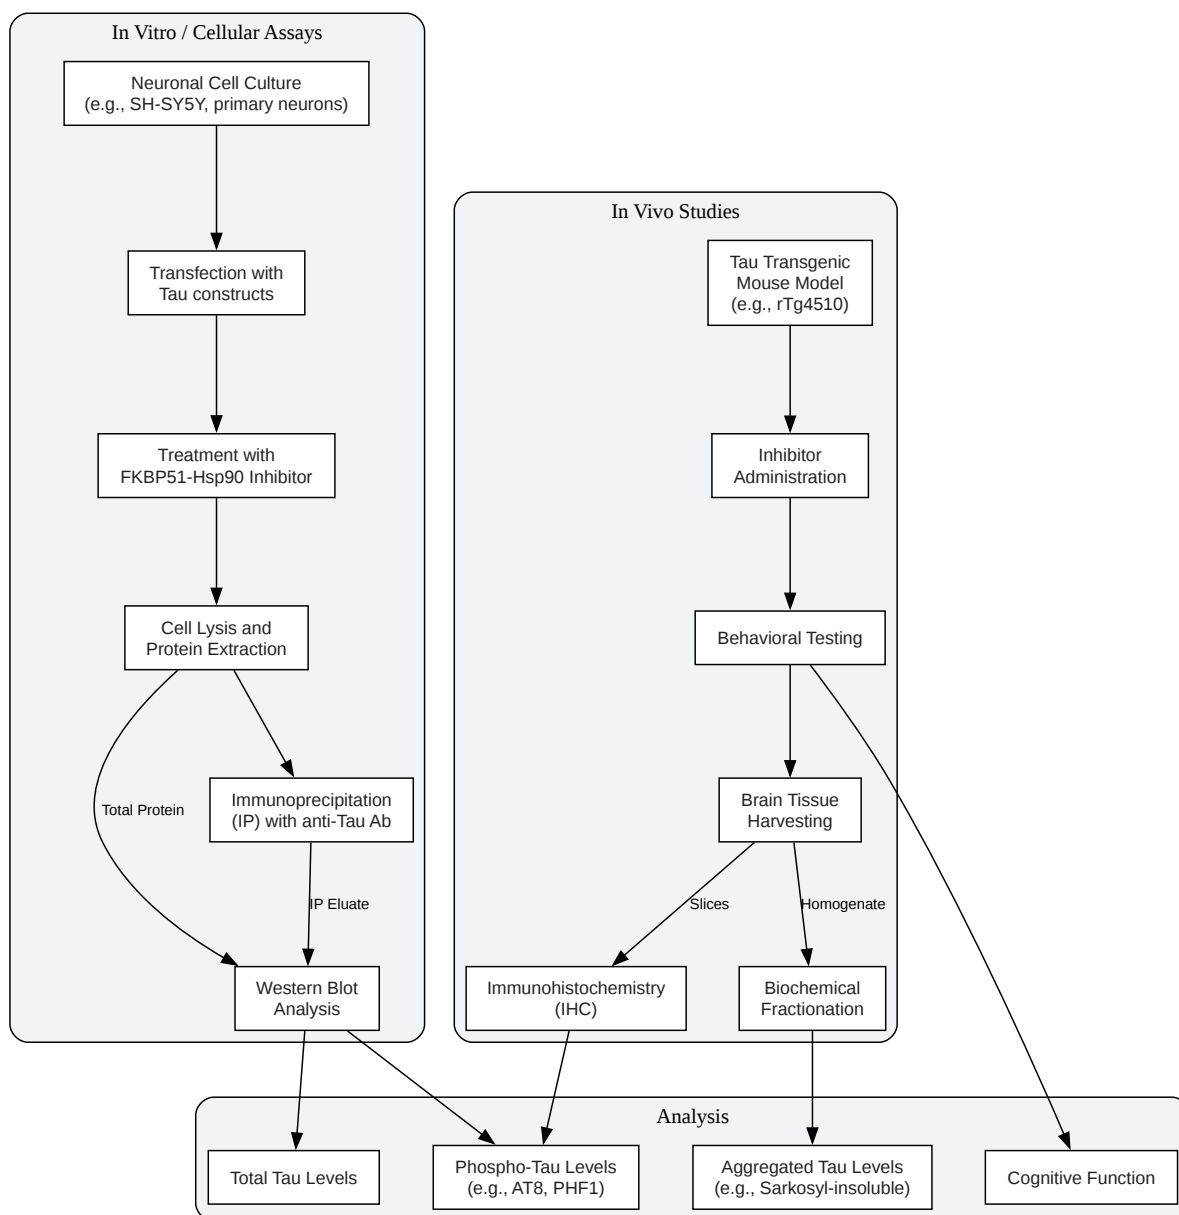 In Vitro / Cellular Assays
Neuronal Cell Culture
(e.g., SH-SY5Y, primary neurons)
Transfection with
Tau constructs
Treatment with
FKBP51-Hsp90 Inhibitor
Cell Lysis and
Protein Extraction
Total Protein
Immunoprecipitation
(IP) with anti-Tau Ab
IP Eluate
Western Blot
Analysis
In Vivo Studies
Tau Transgenic
Mouse Model
(e.g., rTg4510)
Inhibitor
Administration
Behavioral Testing
Brain Tissue
Harvesting
Slices
Homogenate
Immunohistochemistry
(IHC)
Biochemical
Fractionation
Analysis
Total Tau Levels
Phospho-Tau Levels
(e.g., AT8, PHF1)
Aggregated Tau Levels
(e.g., Sarkosyl-insoluble)
Cognitive Function